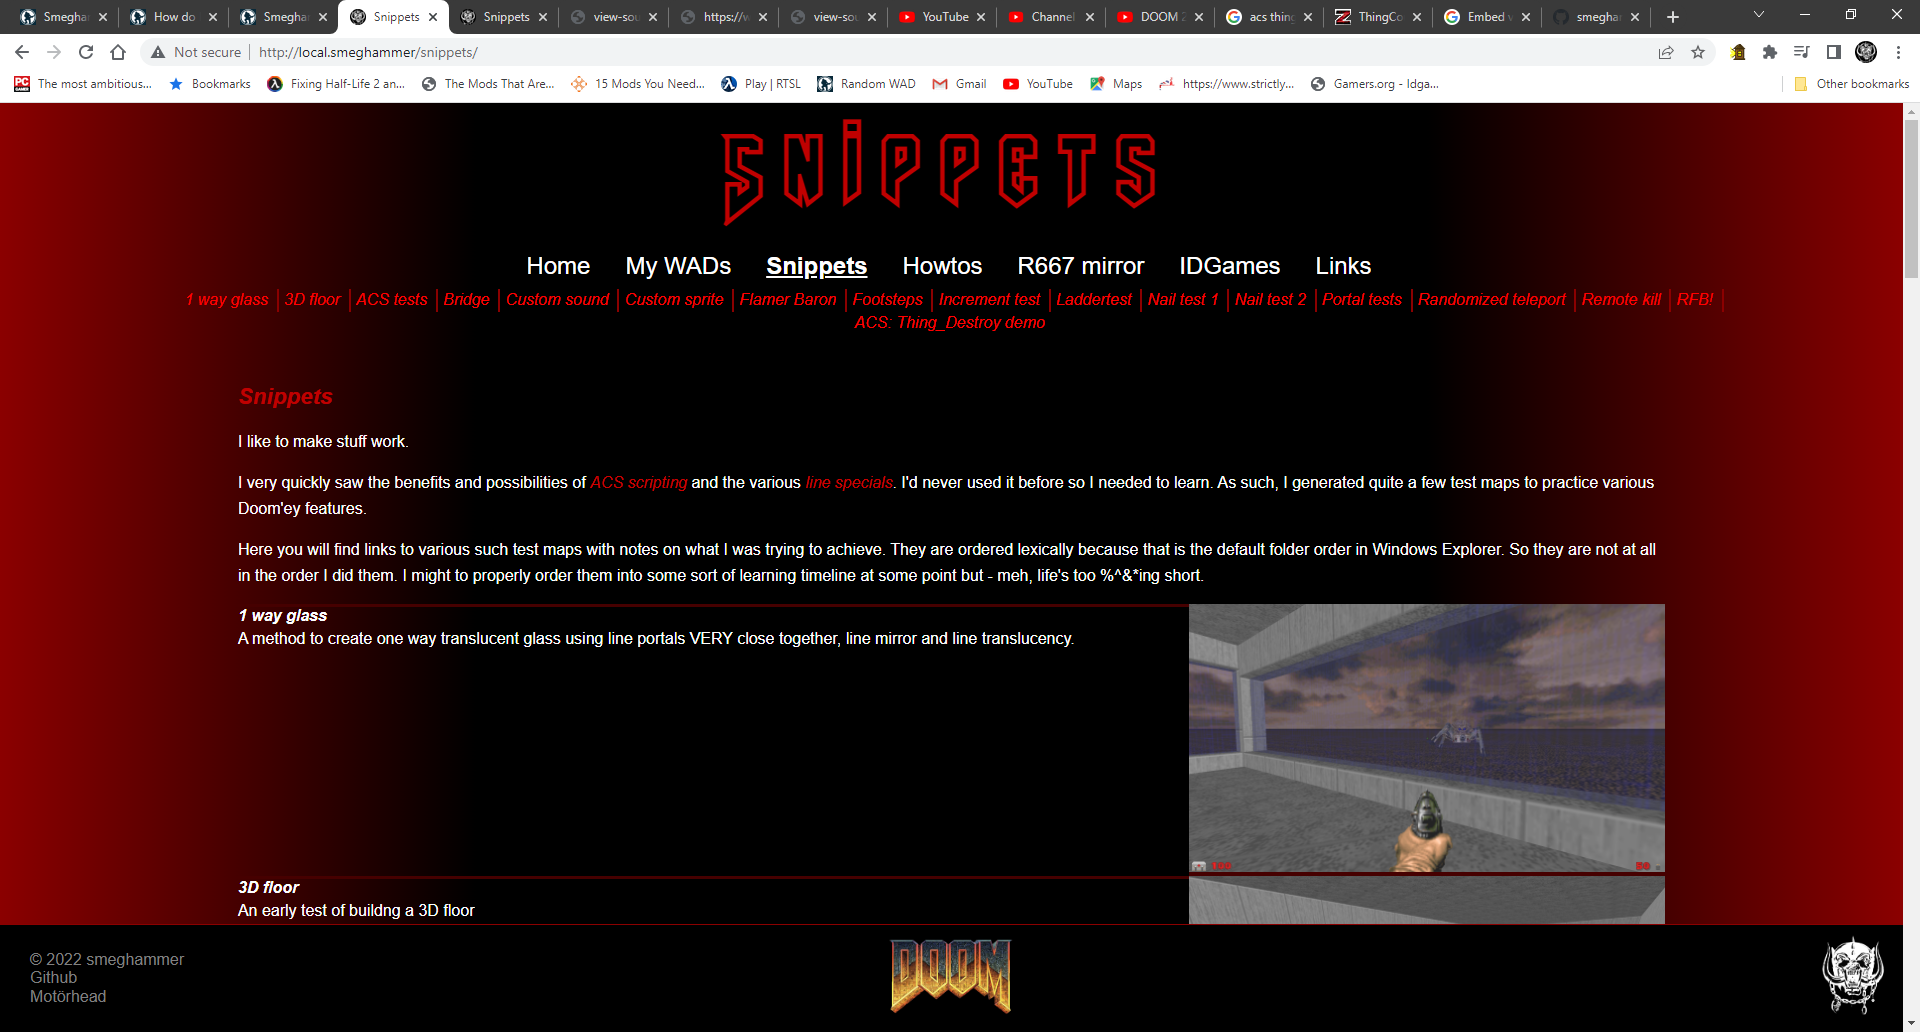 Smeghar
How do
Smeghar
Snippets
Snippets
view-sou
https://w
view-sou
YouTube
Channel
DOOM 2
acs thing
ThingCo
Embed v
smegha
Not secure
http://local.smeghammer/snippets/
The most ambitious...
Bookmarks
Fixing Half-Life 2 an...
The Mods That Are...
15 Mods You Need...
Play | RTSL
Random WAD
Gmail
YouTube
Maps
https://www.strictly...
Gamers.org - Idga...
Other bookmarks
SNiPPETS
Home My WADs Snippets Howtos R667 mirror IDGames Links
1 way glass | 3D floor | ACS tests | Bridge | Custom sound | Custom sprite | Flamer Baron | Footsteps | Increment test | Laddertest | Nail test 1 | Nail test 2 | Portal tests | Randomized teleport | Remote kill | RFB! |
ACS: Thing_Destroy demo
Snippets
I like to make stuff work.
I very quickly saw the benefits and possibilities of ACS scripting and the various line specials. I'd never used it before so I needed to learn. As such, I generated quite a few test maps to practice various
Doom'ey features.
Here you will find links to various such test maps with notes on what I was trying to achieve. They are ordered lexically because that is the default folder order in Windows Explorer. So they are not at all
in the order I did them. I might to properly order them into some sort of learning timeline at some point but - meh, life's too %^&*ing short.
1 way glass
A method to create one way translucent glass using line portals VERY close together, line mirror and line translucency.
100
50
3D floor
An early test of buildng a 3D floor
© 2022 smeghammer
Github
Motörhead
DOOM